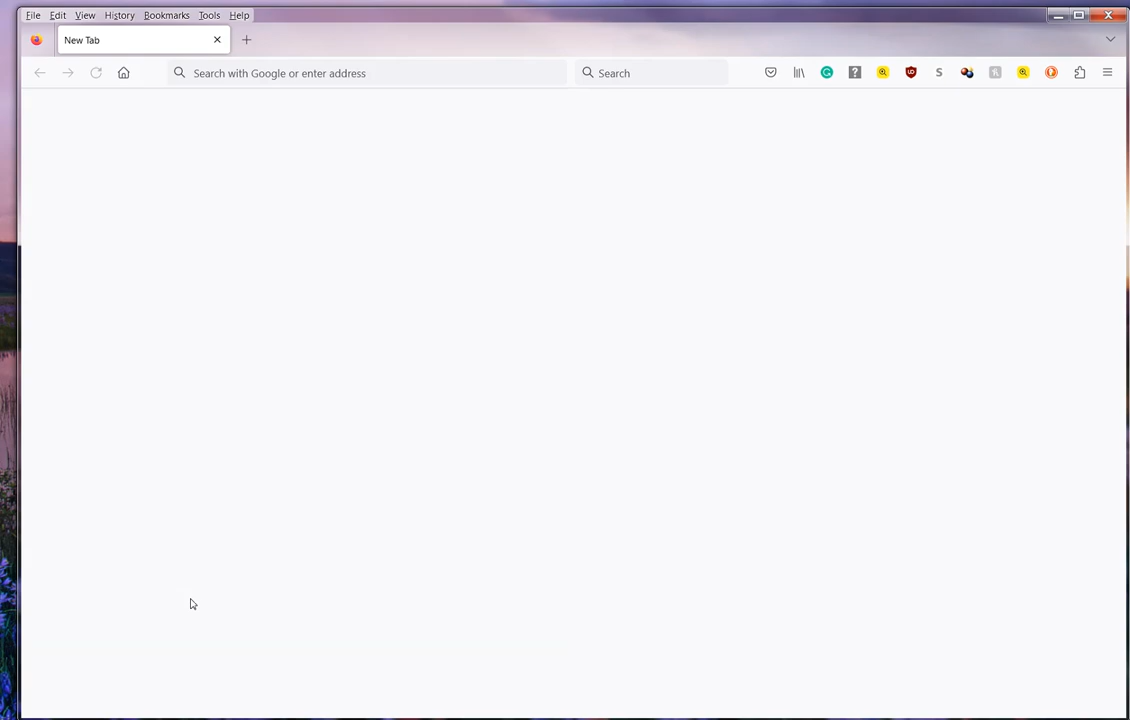 File Edit View History Bookmarks Tools Help
New Tab
Search with Google or enter address
Search